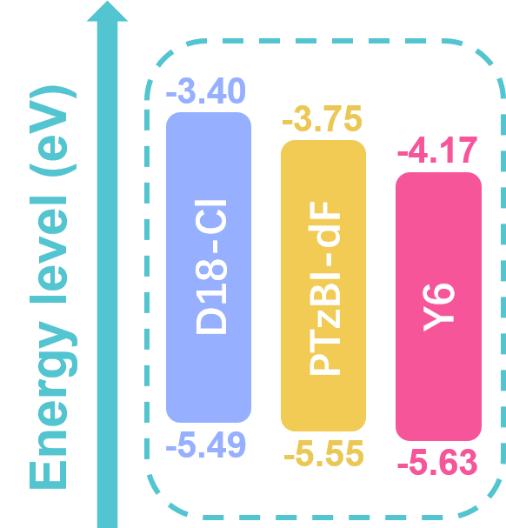 Energy level (eV)
-3.40
-3.75
-4.17
D18-Cl
PTzBI-dF
Y6
-5.49
-5.55
-5.63